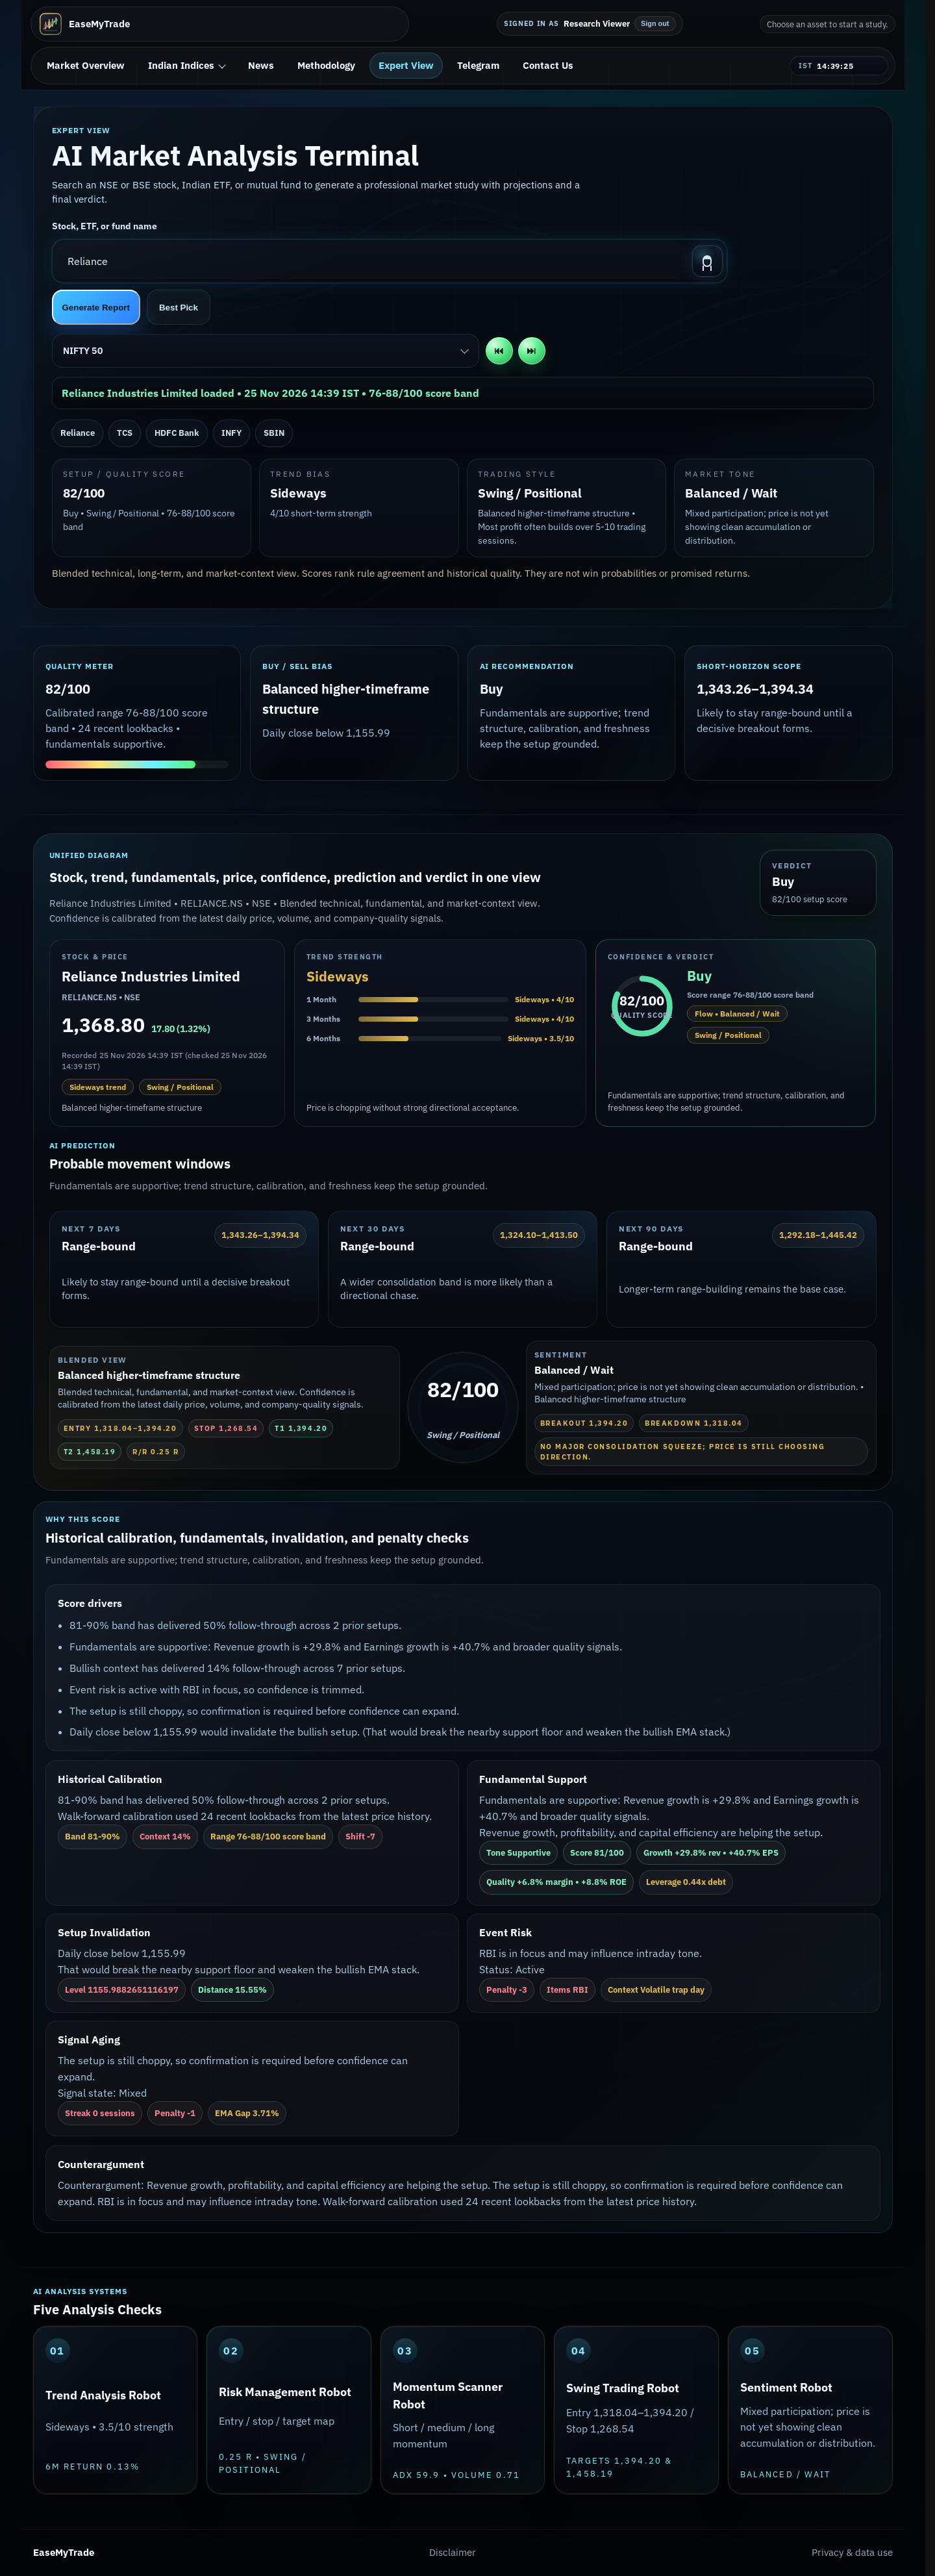 EaseMyTrade
SIGNED IN AS Research Viewer Sign out
Choose an asset to start a study.
Market Overview Indian Indices News Methodology Expert View Telegram Contact Us
IST 14:39:25
EXPERT VIEW
AI Market Analysis Terminal
Search an NSE or BSE stock, Indian ETF, or mutual fund to generate a professional market study with projections and a
final verdict.
Stock, ETF, or fund name
Reliance
Generate Report Best Pick
NIFTY 50
Reliance Industries Limited loaded • 25 Nov 2026 14:39 IST • 76-88/100 score band
Reliance TCS HDFC Bank INFY SBIN
SETUP / QUALITY SCORE
82/100
Buy • Swing / Positional • 76-88/100 score
band
TREND BIAS
Sideways
4/10 short-term strength
TRADING STYLE
Swing / Positional
Balanced higher-timeframe structure •
Most profit often builds over 5-10 trading
sessions.
MARKET TONE
Balanced / Wait
Mixed participation; price is not yet
showing clean accumulation or
distribution.
Blended technical, long-term, and market-context view. Scores rank rule agreement and historical quality. They are not win probabilities or promised returns.
QUALITY METER
82/100
Calibrated range 76-88/100 score
band • 24 recent lookbacks •
fundamentals supportive.
BUY / SELL BIAS
Balanced higher-timeframe
structure
Daily close below 1,155.99
AI RECOMMENDATION
Buy
Fundamentals are supportive; trend
structure, calibration, and freshness
keep the setup grounded.
SHORT-HORIZON SCOPE
1,343.26–1,394.34
Likely to stay range-bound until a
decisive breakout forms.
UNIFIED DIAGRAM
Stock, trend, fundamentals, price, confidence, prediction and verdict in one view
Reliance Industries Limited • RELIANCE.NS • NSE • Blended technical, fundamental, and market-context view.
Confidence is calibrated from the latest daily price, volume, and company-quality signals.
VERDICT
Buy
82/100 setup score
STOCK & PRICE
Reliance Industries Limited
RELIANCE.NS • NSE
1,368.80 17.80 (1.32%)
Recorded 25 Nov 2026 14:39 IST (checked 25 Nov 2026
14:39 IST)
Sideways trend Swing / Positional
Balanced higher-timeframe structure
TREND STRENGTH
Sideways
1 Month Sideways • 4/10
3 Months Sideways • 4/10
6 Months Sideways • 3.5/10
Price is chopping without strong directional acceptance.
CONFIDENCE & VERDICT
82/100
QUALITY SCORE
Buy
Score range 76-88/100 score band
Flow • Balanced / Wait
Swing / Positional
Fundamentals are supportive; trend structure, calibration, and
freshness keep the setup grounded.
AI PREDICTION
Probable movement windows
Fundamentals are supportive; trend structure, calibration, and freshness keep the setup grounded.
NEXT 7 DAYS
Range-bound
1,343.26–1,394.34
Likely to stay range-bound until a decisive breakout
forms.
NEXT 30 DAYS
Range-bound
1,324.10–1,413.50
A wider consolidation band is more likely than a
directional chase.
NEXT 90 DAYS
Range-bound
1,292.18–1,445.42
Longer-term range-building remains the base case.
BLENDED VIEW
Balanced higher-timeframe structure
Blended technical, fundamental, and market-context view. Confidence is
calibrated from the latest daily price, volume, and company-quality signals.
ENTRY 1,318.04–1,394.20 STOP 1,268.54 T1 1,394.20
T2 1,458.19 R/R 0.25 R
82/100
Swing / Positional
SENTIMENT
Balanced / Wait
Mixed participation; price is not yet showing clean accumulation or distribution. •
Balanced higher-timeframe structure
BREAKOUT 1,394.20 BREAKDOWN 1,318.04
NO MAJOR CONSOLIDATION SQUEEZE; PRICE IS STILL CHOOSING
DIRECTION.
WHY THIS SCORE
Historical calibration, fundamentals, invalidation, and penalty checks
Fundamentals are supportive; trend structure, calibration, and freshness keep the setup grounded.
Score drivers
• 81-90% band has delivered 50% follow-through across 2 prior setups.
• Fundamentals are supportive: Revenue growth is +29.8% and Earnings growth is +40.7% and broader quality signals.
• Bullish context has delivered 14% follow-through across 7 prior setups.
• Event risk is active with RBI in focus, so confidence is trimmed.
• The setup is still choppy, so confirmation is required before confidence can expand.
• Daily close below 1,155.99 would invalidate the bullish setup. (That would break the nearby support floor and weaken the bullish EMA stack.)
Historical Calibration
81-90% band has delivered 50% follow-through across 2 prior setups.
Walk-forward calibration used 24 recent lookbacks from the latest price history.
Band 81-90% Context 14% Range 76-88/100 score band Shift -7
Fundamental Support
Fundamentals are supportive: Revenue growth is +29.8% and Earnings growth is
+40.7% and broader quality signals.
Revenue growth, profitability, and capital efficiency are helping the setup.
Tone Supportive Score 81/100 Growth +29.8% rev • +40.7% EPS
Quality +6.8% margin • +8.8% ROE Leverage 0.44x debt
Setup Invalidation
Daily close below 1,155.99
That would break the nearby support floor and weaken the bullish EMA stack.
Level 1155.9882651116197 Distance 15.55%
Event Risk
RBI is in focus and may influence intraday tone.
Status: Active
Penalty -3 Items RBI Context Volatile trap day
Signal Aging
The setup is still choppy, so confirmation is required before confidence can
expand.
Signal state: Mixed
Streak 0 sessions Penalty -1 EMA Gap 3.71%
Counterargument
Counterargument: Revenue growth, profitability, and capital efficiency are helping the setup. The setup is still choppy, so confirmation is required before confidence can
expand. RBI is in focus and may influence intraday tone. Walk-forward calibration used 24 recent lookbacks from the latest price history.
AI ANALYSIS SYSTEMS
Five Analysis Checks
01
Trend Analysis Robot
Sideways • 3.5/10 strength
6M RETURN 0.13%
02
Risk Management Robot
Entry / stop / target map
0.25 R • SWING /
POSITIONAL
03
Momentum Scanner
Robot
Short / medium / long
momentum
ADX 59.9 • VOLUME 0.71
04
Swing Trading Robot
Entry 1,318.04–1,394.20 /
Stop 1,268.54
TARGETS 1,394.20 &
1,458.19
05
Sentiment Robot
Mixed participation; price is
not yet showing clean
accumulation or distribution.
BALANCED / WAIT
EaseMyTrade Disclaimer Privacy & data use